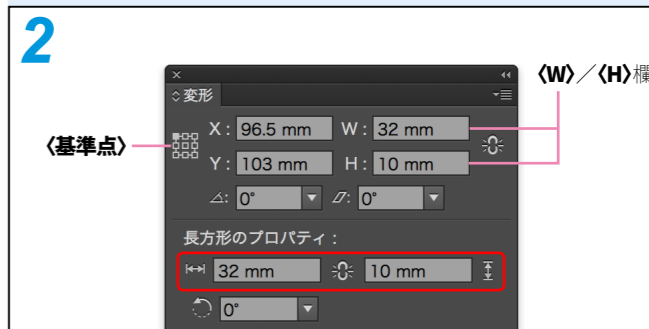 2
〈W〉／〈H〉欄
変形
X : 96.5 mm W : 32 mm
〈基準点〉
Y : 103 mm H : 10 mm
0° 0°
長方形のプロパティ :
32 mm 10 mm
0°